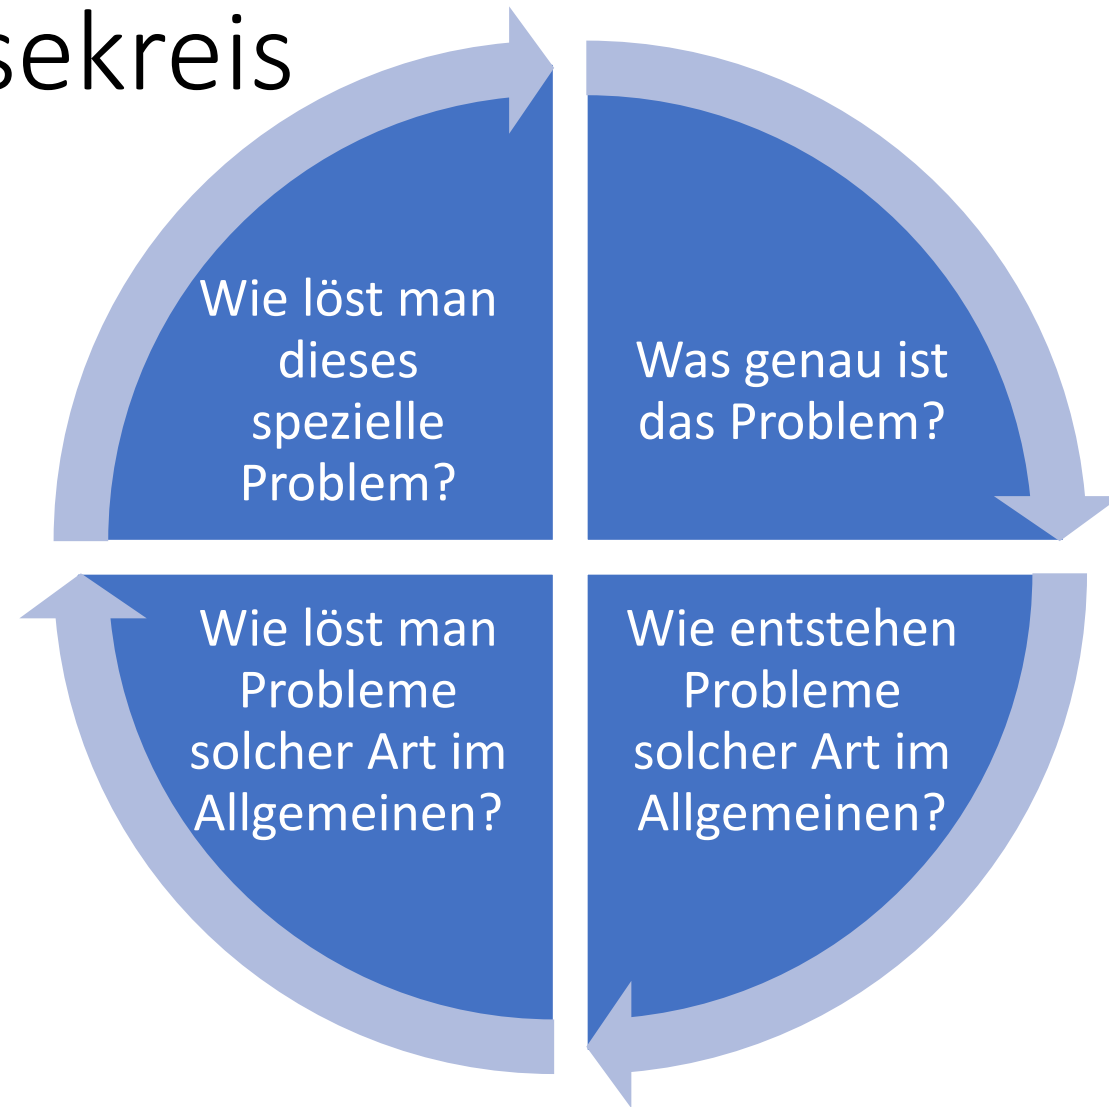 sekreis
Wie löst man
dieses
spezielle
Problem?
Was genau ist
das Problem?
Wie löst man
Probleme
solcher Art im
Allgemeinen?
Wie entstehen
Probleme
solcher Art im
Allgemeinen?